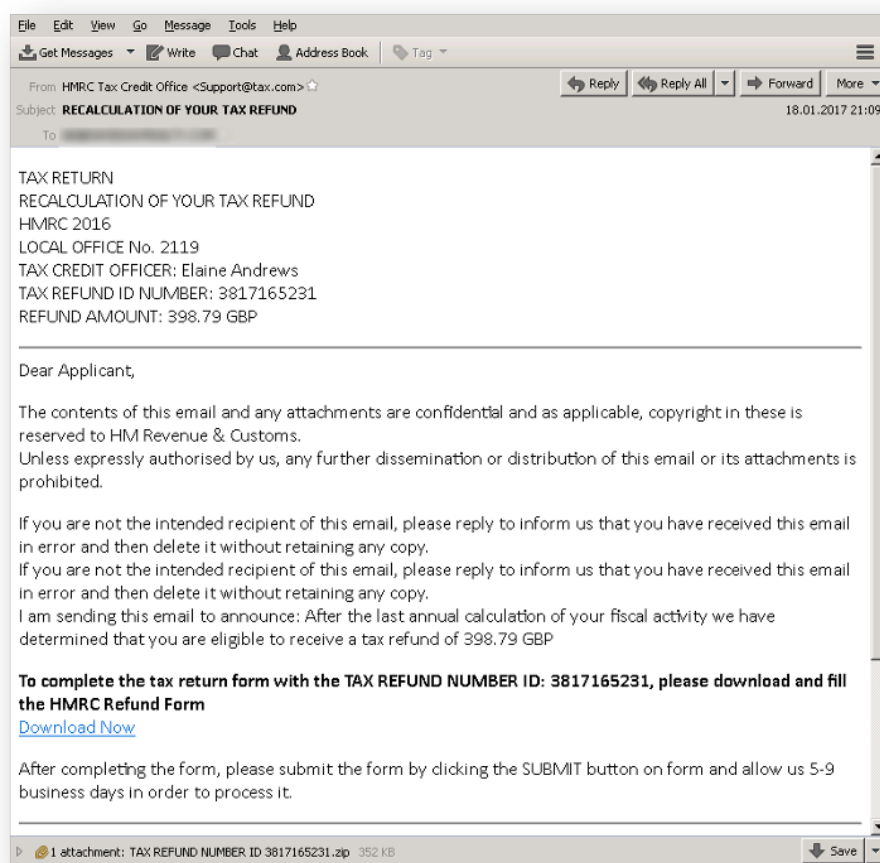 File Edit View Go Message Tools Help
Get Messages Write Chat Address Book Tag
From HMRC Tax Credit Office <Support@tax.com> Reply Reply All Forward More
Subject RECALCULATION OF YOUR TAX REFUND 18.01.2017 21:09
To
TAX RETURN
RECALCULATION OF YOUR TAX REFUND
HMRC 2016
LOCAL OFFICE No. 2119
TAX CREDIT OFFICER: Elaine Andrews
TAX REFUND ID NUMBER: 3817165231
REFUND AMOUNT: 398.79 GBP
Dear Applicant,
The contents of this email and any attachments are confidential and as applicable, copyright in these is
reserved to HM Revenue & Customs.
Unless expressly authorised by us, any further dissemination or distribution of this email or its attachments is
prohibited.
If you are not the intended recipient of this email, please reply to inform us that you have received this email
in error and then delete it without retaining any copy.
If you are not the intended recipient of this email, please reply to inform us that you have received this email
in error and then delete it without retaining any copy.
I am sending this email to announce: After the last annual calculation of your fiscal activity we have
determined that you are eligible to receive a tax refund of 398.79 GBP
To complete the tax return form with the TAX REFUND NUMBER ID: 3817165231, please download and fill
the HMRC Refund Form
Download Now
After completing the form, please submit the form by clicking the SUBMIT button on form and allow us 5-9
business days in order to process it.
1 attachment: TAX REFUND NUMBER ID 3817165231.zip 352 KB Save